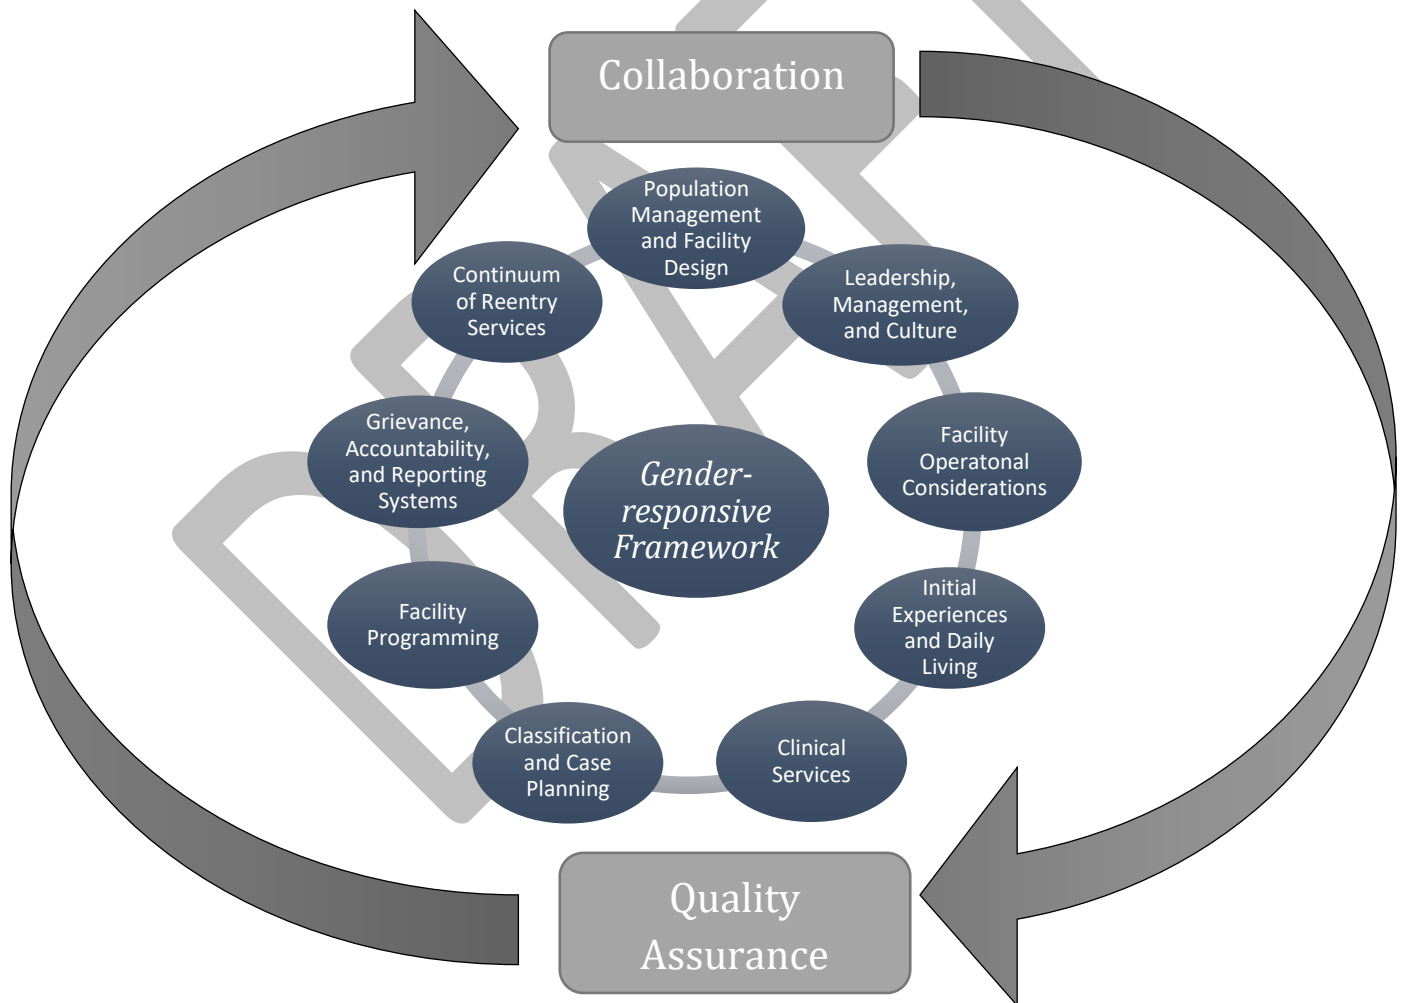 Collaboration
Population
Management
and Facility
Design
Leadership,
Management,
and Culture
Facility
Operatonal
Considerations
Initial
Experiences
and Daily
Living
Clinical
Services
Classification
and Case
Planning
Facility
Programming
Grievance,
Accountability,
and Reporting
Systems
Continuum
of Reentry
Services
Gender-
responsive
Framework
Quality
Assurance
DRAFT